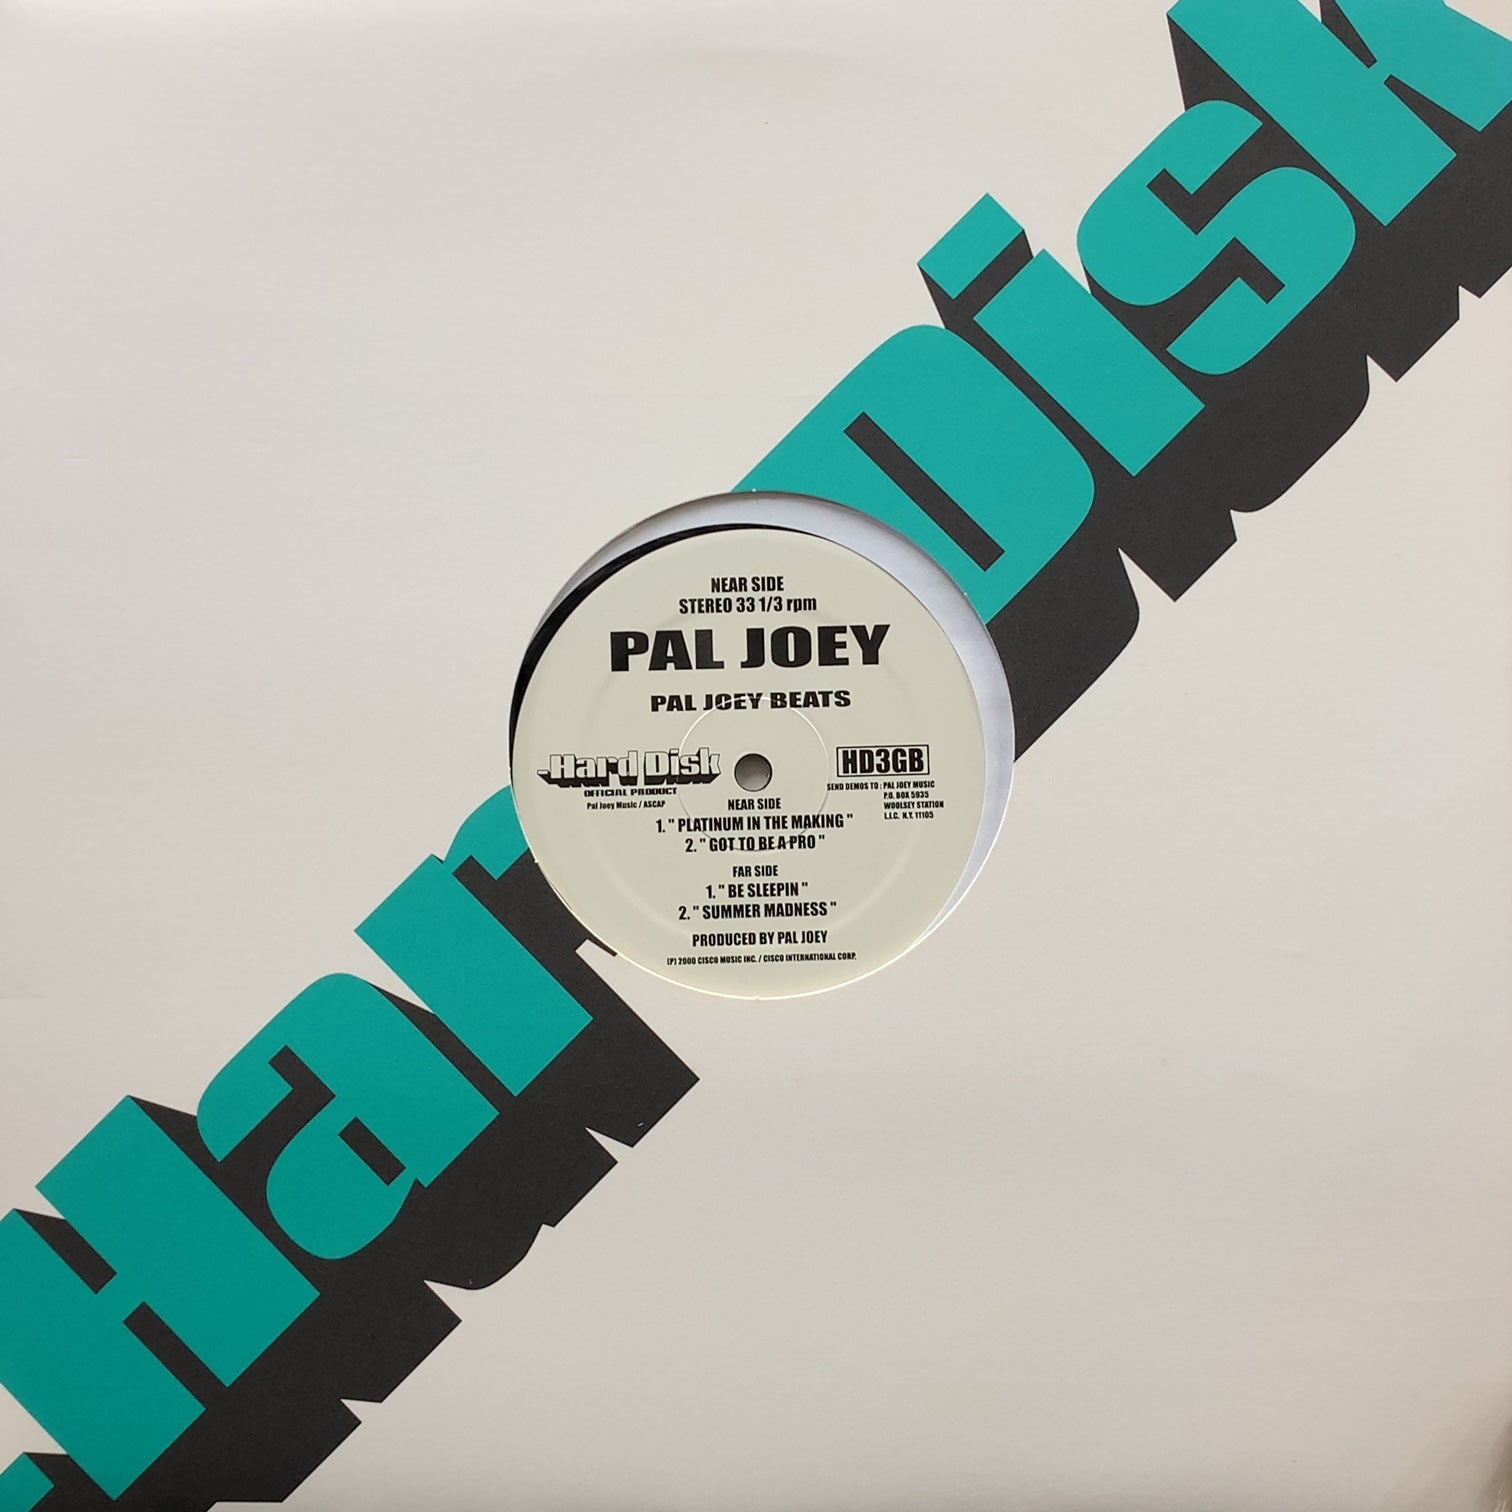 Hard Disk
NEAR SIDE
STEREO 33 1/3 rpm
PAL JOEY
PAL JOEY BEATS
Hard Disk
OFFICIAL PRODUCT
Pal Joey Music / ASCAP
HD3GB
SEND DEMOS TO : PAL JOEY MUSIC
P.O. BOX 5935
WOOLSEY STATION
L.I.C. N.Y. 11105
NEAR SIDE
1. " PLATINUM IN THE MAKING "
2. " GOT TO BE A PRO "
FAR SIDE
1. " BE SLEEPIN "
2. " SUMMER MADNESS "
PRODUCED BY PAL JOEY
(P) 2000 CISCO MUSIC INC. / CISCO INTERNATIONAL CORP.